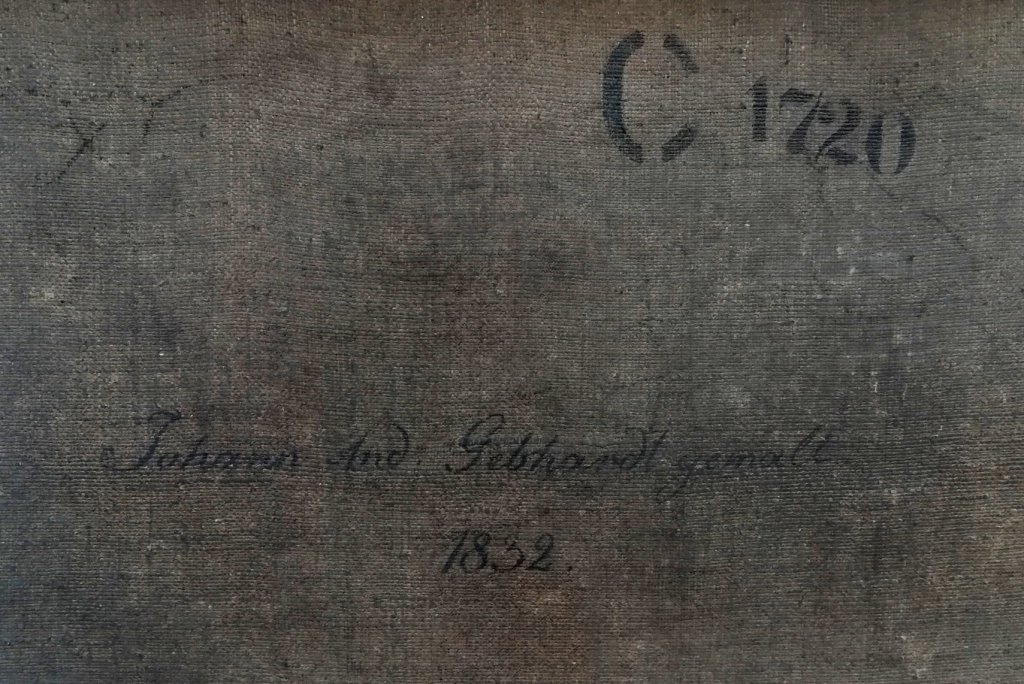 C 1720
Johann And. Gebhardt gemalt
1832.